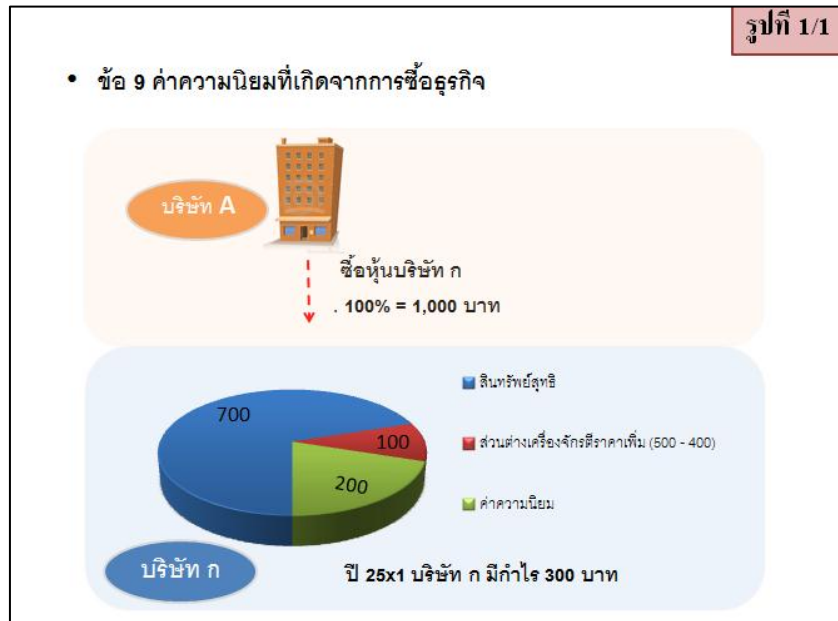 รูปที่ 1/1
• ข้อ 9 ค่าความนิยมที่เกิดจากการซื้อธุรกิจ
บริษัท A
ซื้อหุ้นบริษัท ก
. 100% = 1,000 บาท
700
100
200
สินทรัพย์สุทธิ
ส่วนต่างเครื่องจักรตีราคาเพิ่ม (500 - 400)
ค่าความนิยม
บริษัท ก
ปี 25x1 บริษัท ก มีกำไร 300 บาท